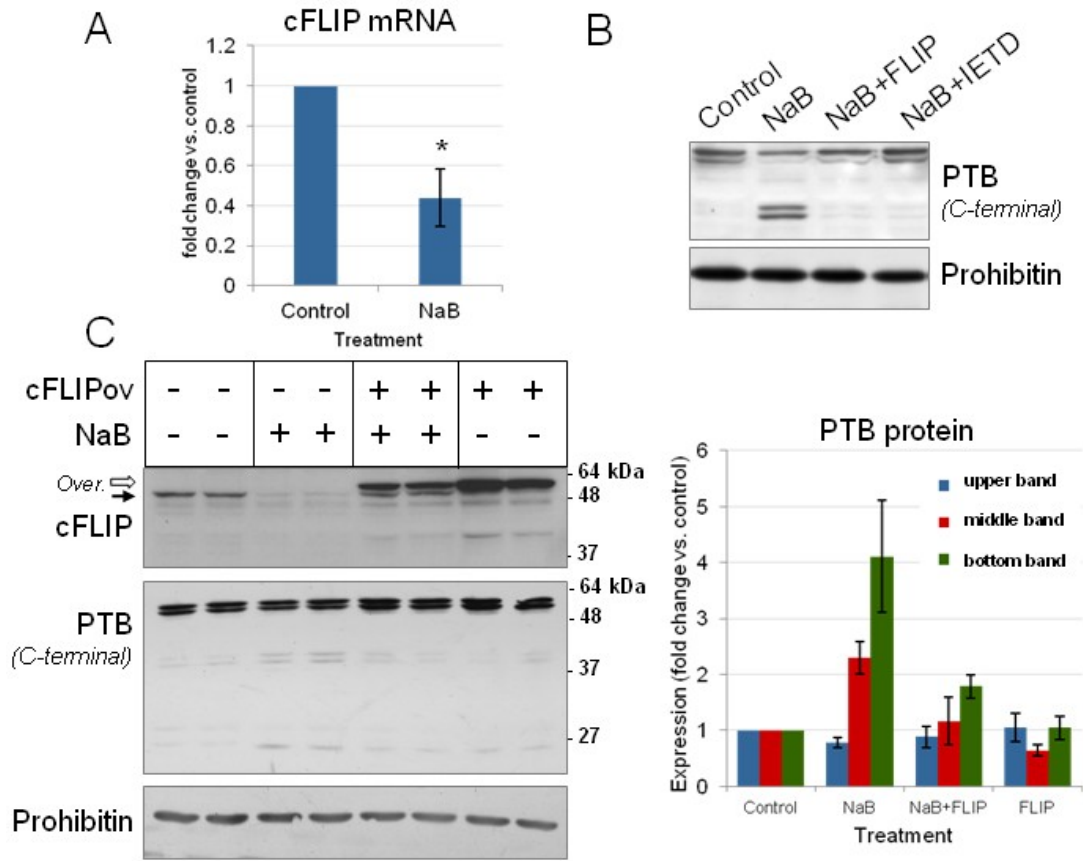 A
cFLIP mRNA
fold change vs. control
1.2
1
0.8
0.6
0.4
0.2
0
*
Control NaB
Treatment
B
Control NaB NaB+FLIP NaB+IETD
PTB
(C-terminal)
Prohibitin
C
cFLIPov - - - - + + + +
NaB - - + + + + - -
Over.
cFLIP
- 64 kDa
- 48
- 37
PTB
(C-terminal)
- 64 kDa
- 48
- 37
- 27
Prohibitin
PTB protein
Expression (fold change vs. control)
6
5
4
3
2
1
0
upper band
middle band
bottom band
Control NaB NaB+FLIP FLIP
Treatment